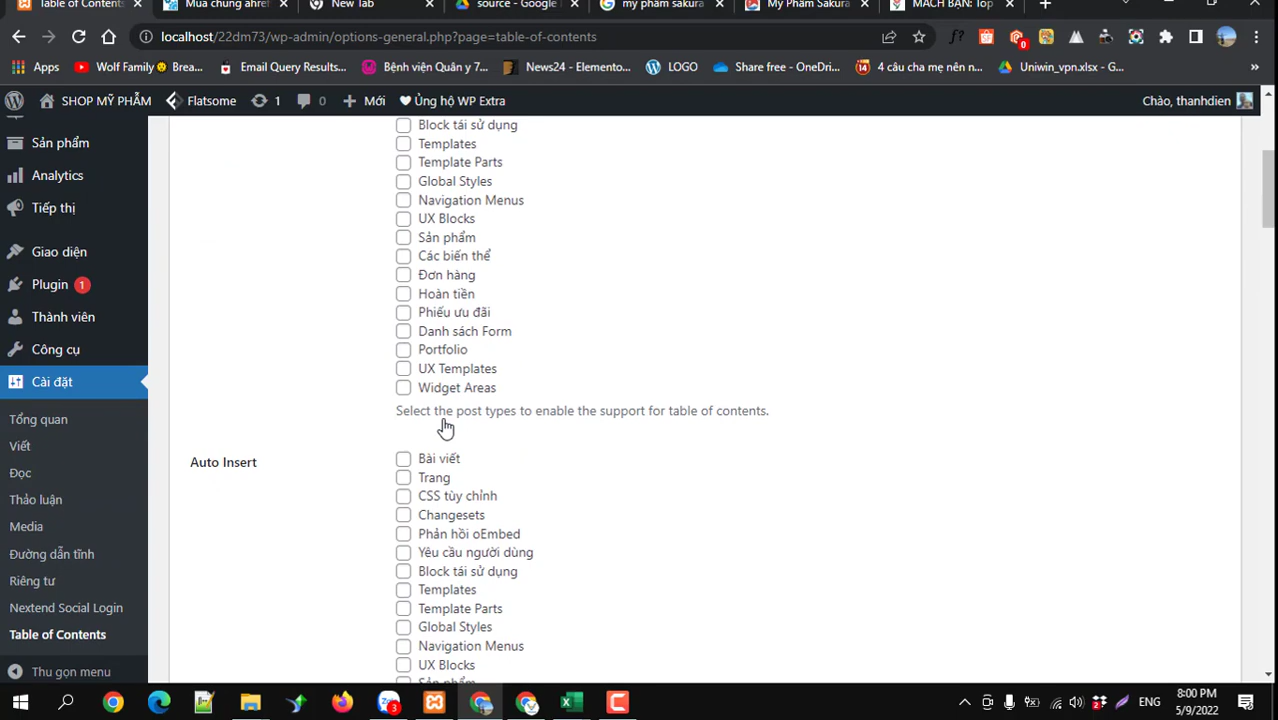 Table of Contents
Mua chung ahref
New Tab
source - Google
my pham sakura
My Phẩm Sakura
MÁCH BẠN: Top
localhost/22dm73/wp-admin/options-general.php?page=table-of-contents
0
Apps
Wolf Family Brea...
Email Query Results...
Bệnh viện Quân y 7...
News24 - Elemento...
LOGO
Share free - OneDri...
14
4 câu cha mẹ nên n...
Uniwin_vpn.xlsx - G...
»
SHOP MỸ PHẨM
Flatsome
1
Mới
Ủng hộ WP Extra
Chào, thanhdien
Sản phẩm
Analytics
Tiếp thị
Giao diện
Plugin 1
Thành viên
Công cụ
Cài đặt
Tổng quan
Viết
Đọc
Thảo luận
Media
Đường dẫn tĩnh
Riêng tư
Nextend Social Login
Table of Contents
Thu gọn menu
Block tái sử dụng
Templates
Template Parts
Global Styles
Navigation Menus
UX Blocks
Sản phẩm
Các biến thể
Đơn hàng
Hoàn tiền
Phiếu ưu đãi
Danh sách Form
Portfolio
UX Templates
Widget Areas
Select the post types to enable the support for table of contents.
Auto Insert
Bài viết
Trang
CSS tùy chỉnh
Changesets
Phản hồi oEmbed
Yêu cầu người dùng
Block tái sử dụng
Templates
Template Parts
Global Styles
Navigation Menus
UX Blocks
Sản phẩm
3
ENG
8:00 PM
5/9/2022